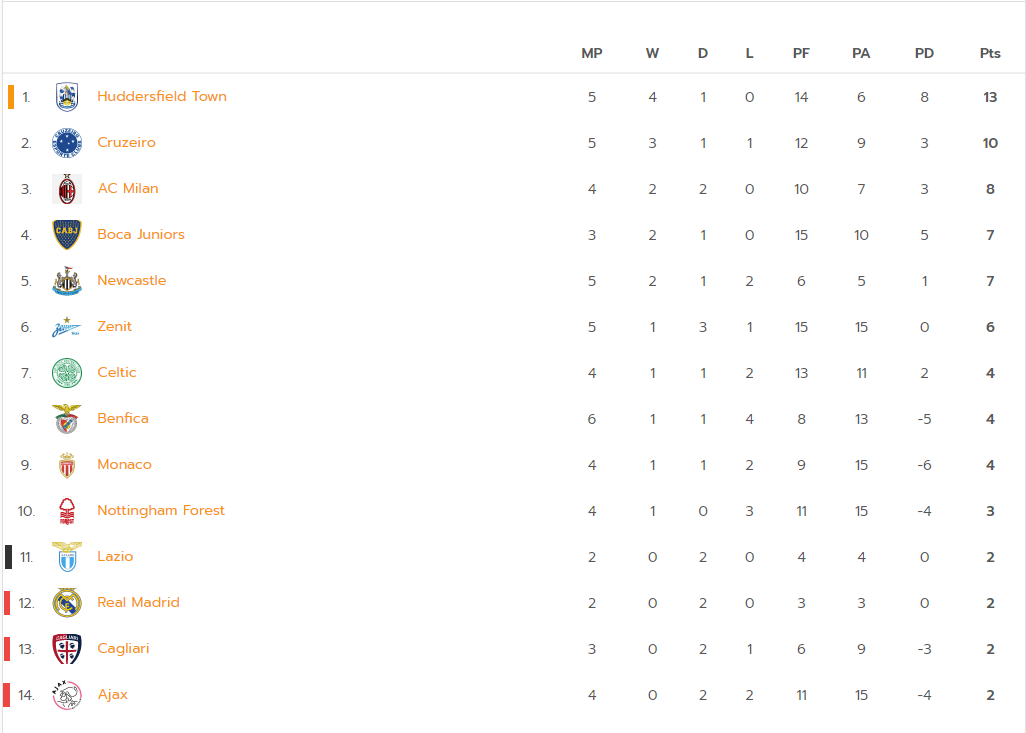 MP W D L PF PA PD Pts
1. Huddersfield Town 5 4 1 0 14 6 8 13
2. Cruzeiro 5 3 1 1 12 9 3 10
3. AC Milan 4 2 2 0 10 7 3 8
4. CABJ Boca Juniors 3 2 1 0 15 10 5 7
5. Newcastle 5 2 1 2 6 5 1 7
6. Zenit 5 1 3 1 15 15 0 6
7. Celtic 4 1 1 2 13 11 2 4
8. Benfica 6 1 1 4 8 13 -5 4
9. Monaco 4 1 1 2 9 15 -6 4
10. Nottingham Forest 4 1 0 3 11 15 -4 3
11. Lazio 2 0 2 0 4 4 0 2
12. Real Madrid 2 0 2 0 3 3 0 2
13. Cagliari 3 0 2 1 6 9 -3 2
14. AJAX Ajax 4 0 2 2 11 15 -4 2